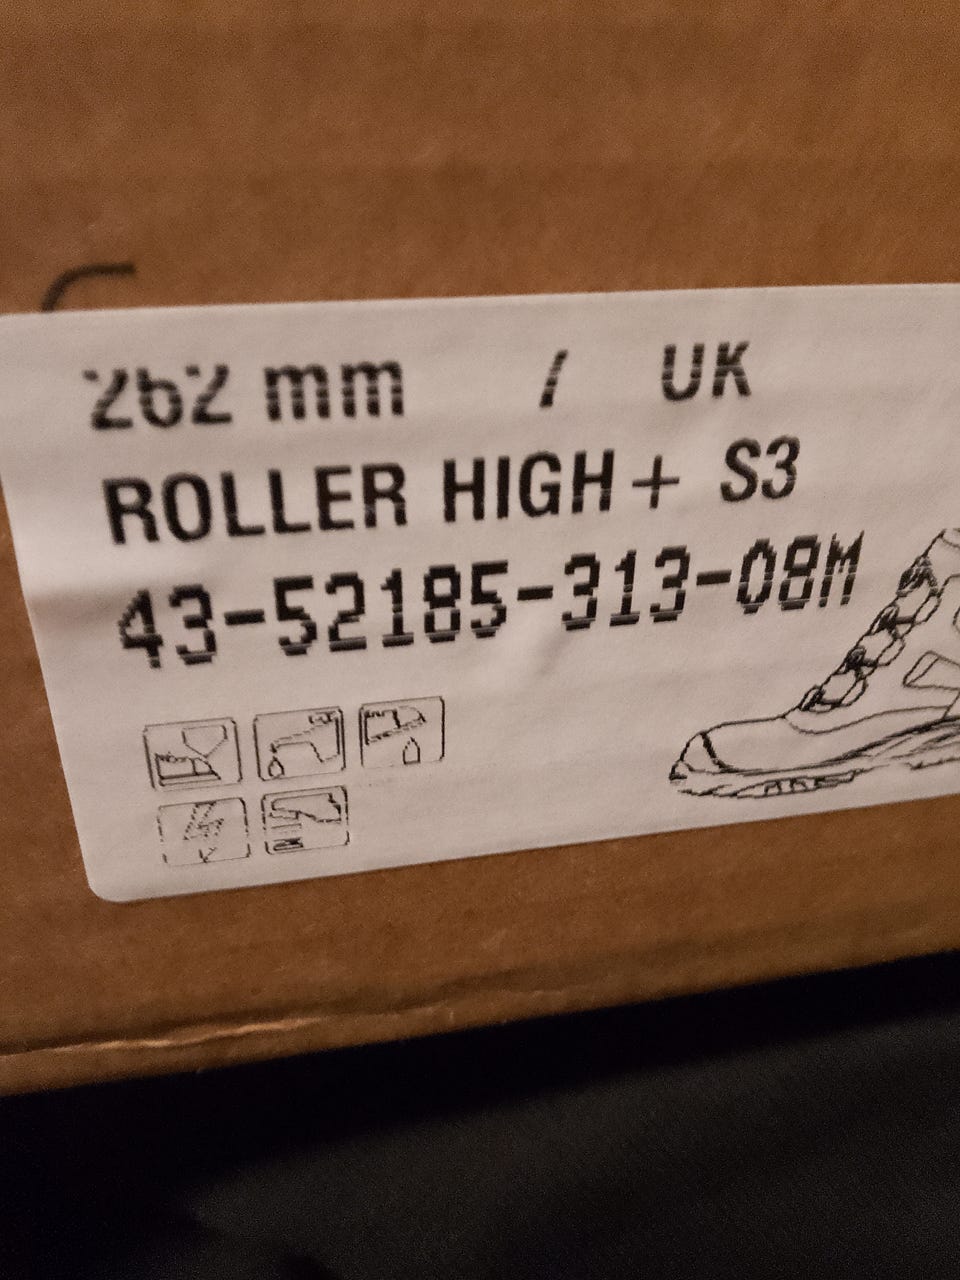 262 mm / UK
ROLLER HIGH+ S3
43-52185-313-08M